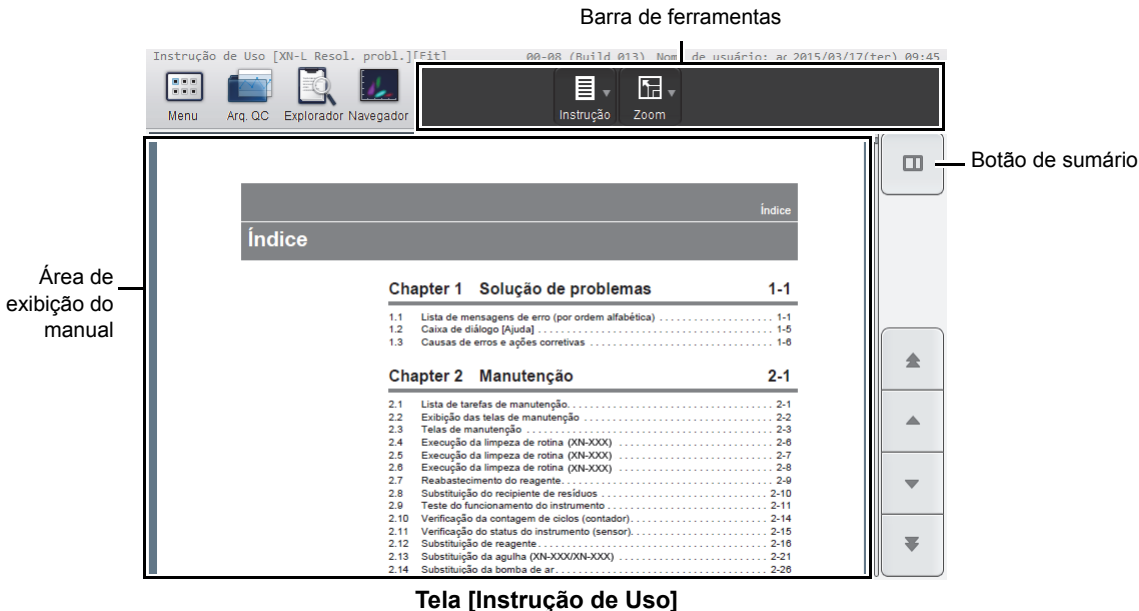 Barra de ferramentas
Instrução de Uso [XN-L Resol. probl.][Fit] 00-08 (Build 013) Nom de usuário: ad 2015/03/17(ter) 09:45
Menu Arq. QC Explorador Navegador Instrução Zoom
Botão de sumário
Índice
Índice
Área de exibição do manual
Chapter 1 Solução de problemas 1-1
1.1 Lista de mensagens de erro (por ordem alfabética) . . . . . . . . . . . . . . . . . . . . 1-1
1.2 Caixa de diálogo [Ajuda] . . . . . . . . . . . . . . . . . . . . . . . . . . . . . . . . . . . . . . . . 1-5
1.3 Causas de erros e ações corretivas . . . . . . . . . . . . . . . . . . . . . . . . . . . . . . . 1-6
Chapter 2 Manutenção 2-1
2.1 Lista de tarefas de manutenção. . . . . . . . . . . . . . . . . . . . . . . . . . . . . . . . . . . 2-1
2.2 Exibição das telas de manutenção . . . . . . . . . . . . . . . . . . . . . . . . . . . . . . . . 2-2
2.3 Telas de manutenção . . . . . . . . . . . . . . . . . . . . . . . . . . . . . . . . . . . . . . . . . . . 2-3
2.4 Execução da limpeza de rotina (XN-XXX) . . . . . . . . . . . . . . . . . . . . . . . . . . 2-6
2.5 Execução da limpeza de rotina (XN-XXX) . . . . . . . . . . . . . . . . . . . . . . . . . . 2-7
2.6 Execução da limpeza de rotina (XN-XXX) . . . . . . . . . . . . . . . . . . . . . . . . . . 2-8
2.7 Reabastecimento do reagente. . . . . . . . . . . . . . . . . . . . . . . . . . . . . . . . . . . . 2-9
2.8 Substituição do recipiente de resíduos . . . . . . . . . . . . . . . . . . . . . . . . . . . . 2-10
2.9 Teste do funcionamento do instrumento . . . . . . . . . . . . . . . . . . . . . . . . . . . 2-11
2.10 Verificação da contagem de ciclos (contador). . . . . . . . . . . . . . . . . . . . . . . 2-14
2.11 Verificação do status do instrumento (sensor). . . . . . . . . . . . . . . . . . . . . . . 2-15
2.12 Substituição de reagente. . . . . . . . . . . . . . . . . . . . . . . . . . . . . . . . . . . . . . . . 2-16
2.13 Substituição da agulha (XN-XXX/XN-XXX) . . . . . . . . . . . . . . . . . . . . . . . . . 2-21
2.14 Substituição da bomba de ar. . . . . . . . . . . . . . . . . . . . . . . . . . . . . . . . . . . . . 2-26
Tela [Instrução de Uso]